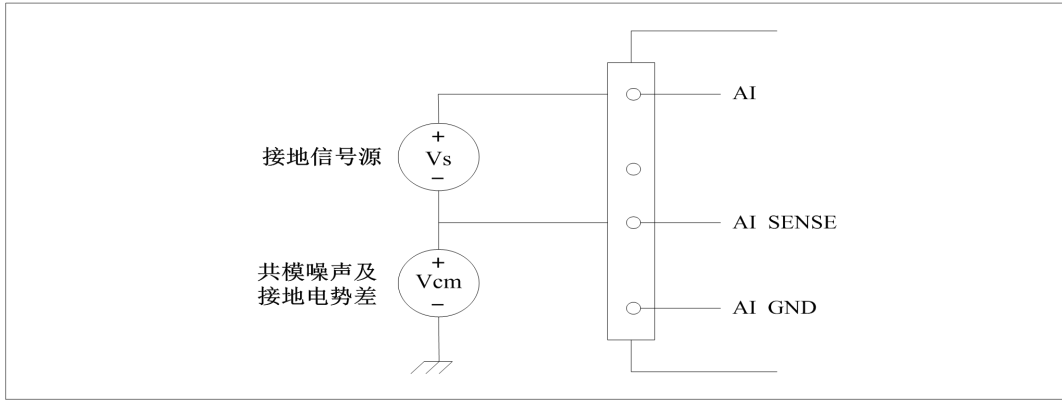 AI
+
接地信号源
Vs
−
AI SENSE
+
共模噪声及
接地电势差
Vcm
−
AI GND